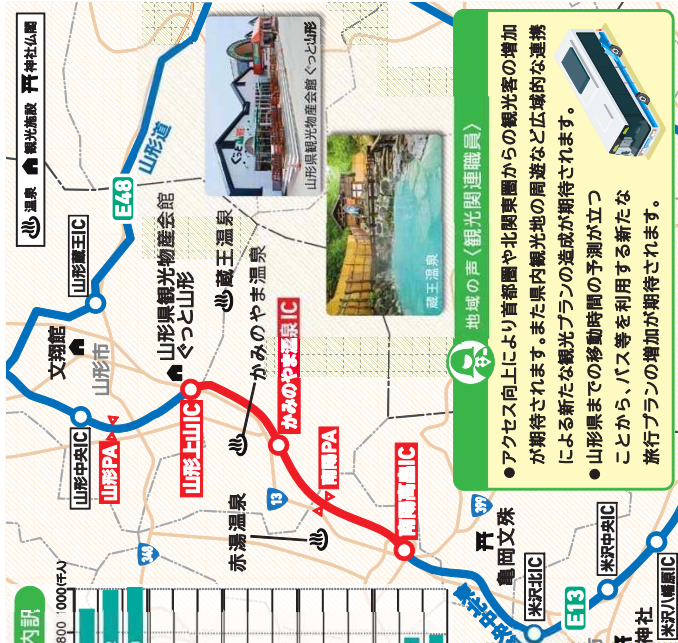 温泉 観光施設 神社仏閣
E48
山形道
山形蔵王IC
文翔館
山形市
山形中央IC
山形PA
山形県観光物産会館
ぐっと山形
山形上山IC
蔵王温泉
かみのやま温泉
かみのやま温泉IC
13
南陽PA
赤湯温泉
南陽高畠IC
348
399
亀岡文殊
米沢北IC
E13
米沢中央IC
米沢八幡原IC
神社
山形県観光物産会館 ぐっと山形
蔵王温泉
地域の声〈観光関連職員〉
●アクセス向上により首都圏や北関東圏からの観光客の増加
が期待されます。また県内観光地の周遊など広域的な連携
による新たな観光プランの造成が期待されます。
●山形県までの移動時間の予測が立つ
ことから、バス等を利用する新たな
旅行プランの増加が期待されます。
内訳
800
1000(千人)